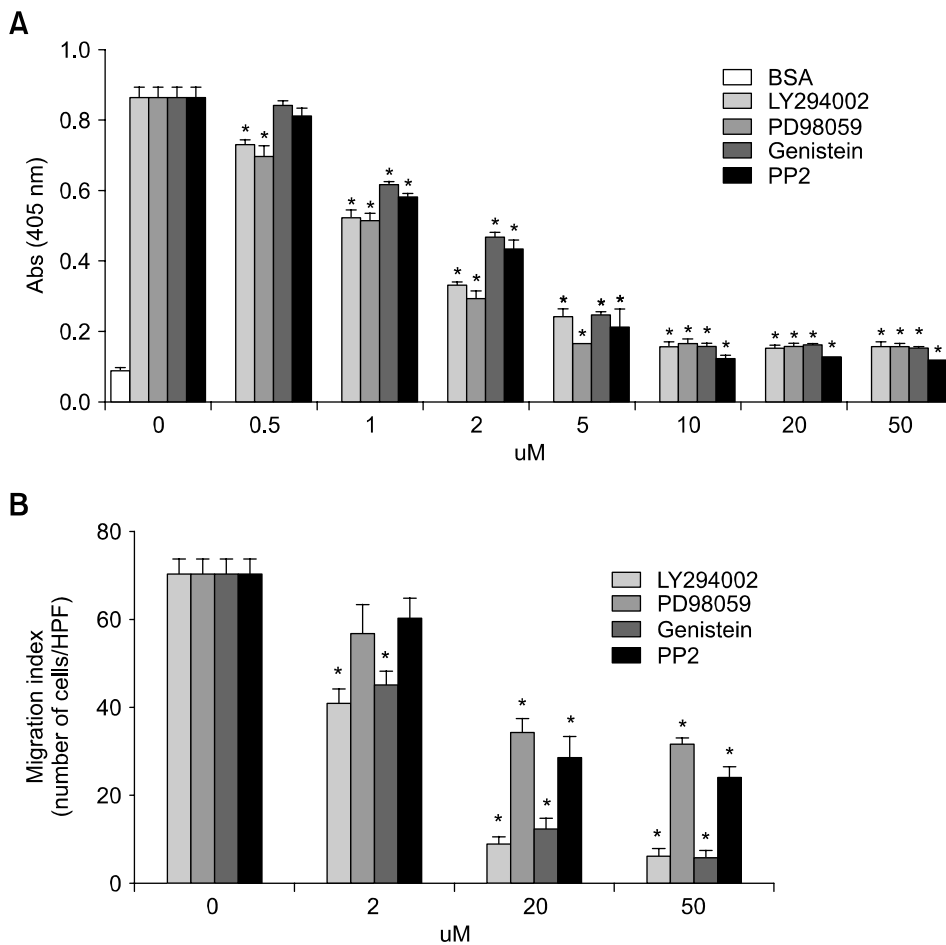 A
1.0
0.8
0.6
0.4
0.2
0.0
Abs (405 nm)
BSA
LY294002
PD98059
Genistein
PP2
* * * * * * * * * * * * * * * * * * * * * * * * * *
0 0.5 1 2 5 10 20 50
uM
B
80
60
40
20
0
Migration index
(number of cells/HPF)
LY294002
PD98059
Genistein
PP2
* * * * * * * * * *
0 2 20 50
uM